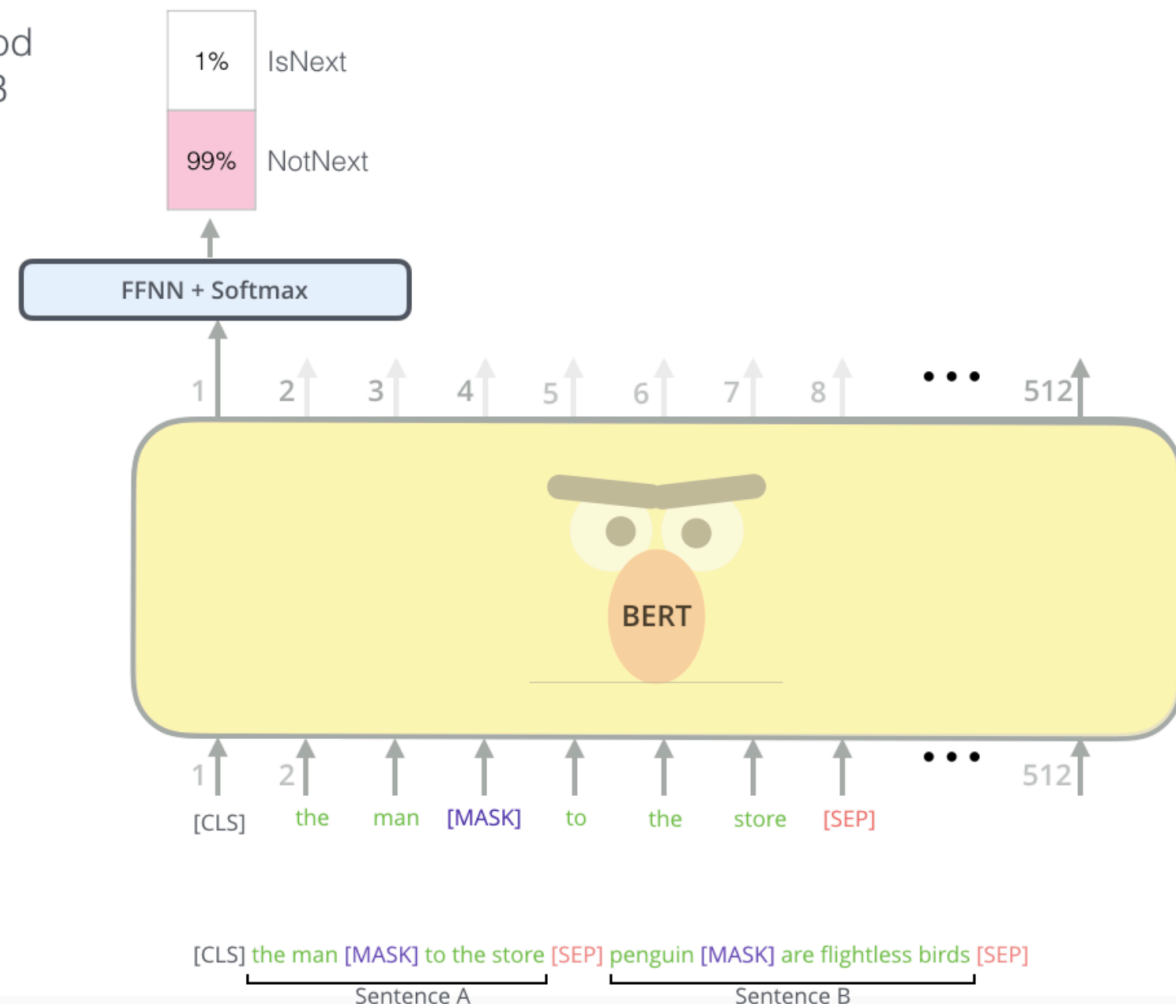 1% IsNext
99% NotNext
FFNN + Softmax
1 2 3 4 5 6 7 8 ••• 512
BERT
1 2 ••• 512
[CLS] the man [MASK] to the store [SEP]
[CLS] the man [MASK] to the store [SEP] penguin [MASK] are flightless birds [SEP]
Sentence A Sentence B